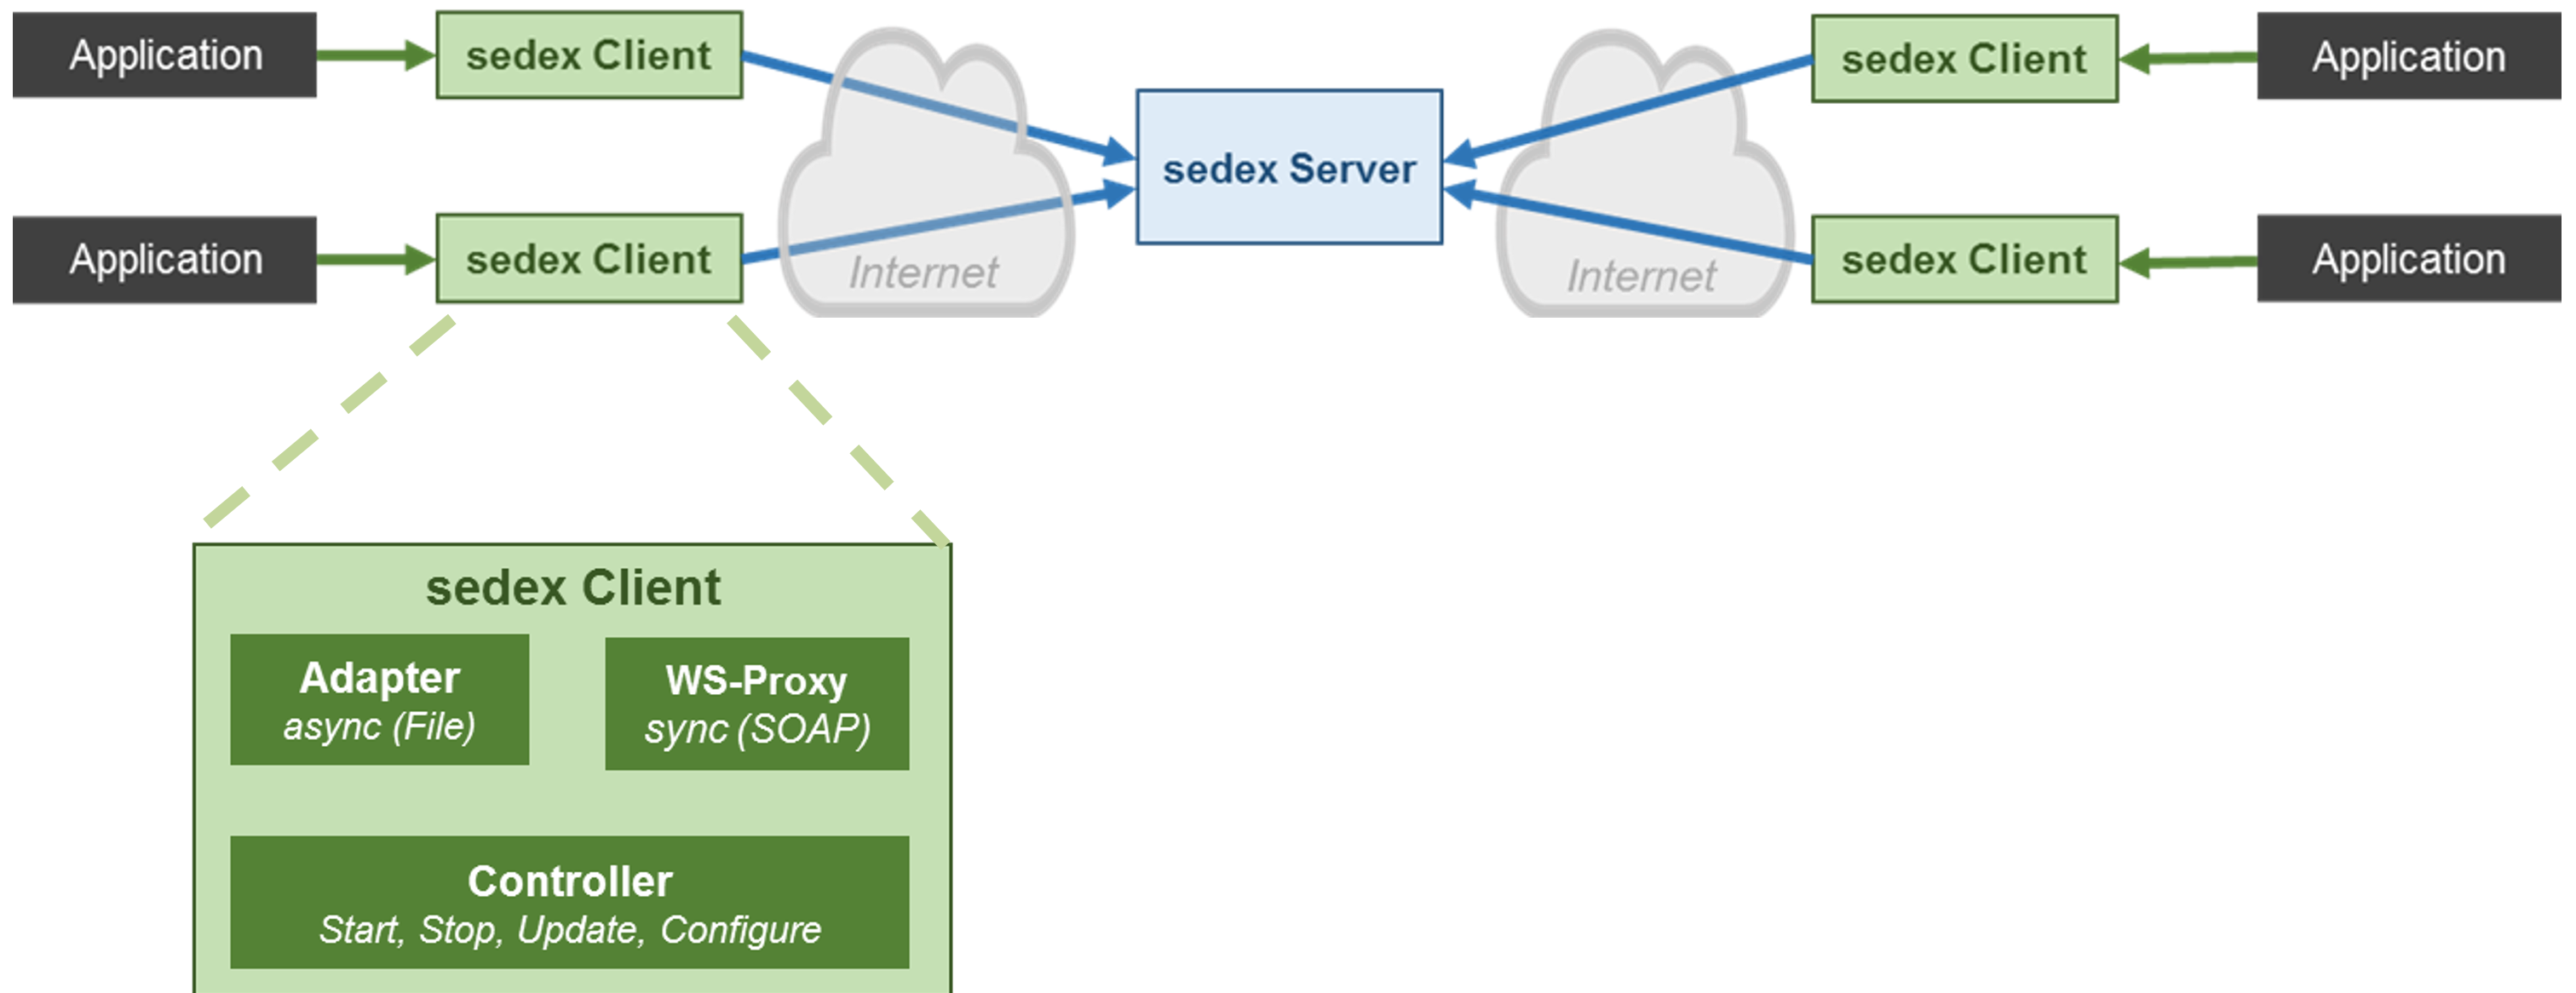 Application
sedex Client
sedex Client
Application
sedex Server
Application
sedex Client
Internet
Internet
sedex Client
Application
sedex Client
Adapter
async (File)
WS-Proxy
sync (SOAP)
Controller
Start, Stop, Update, Configure